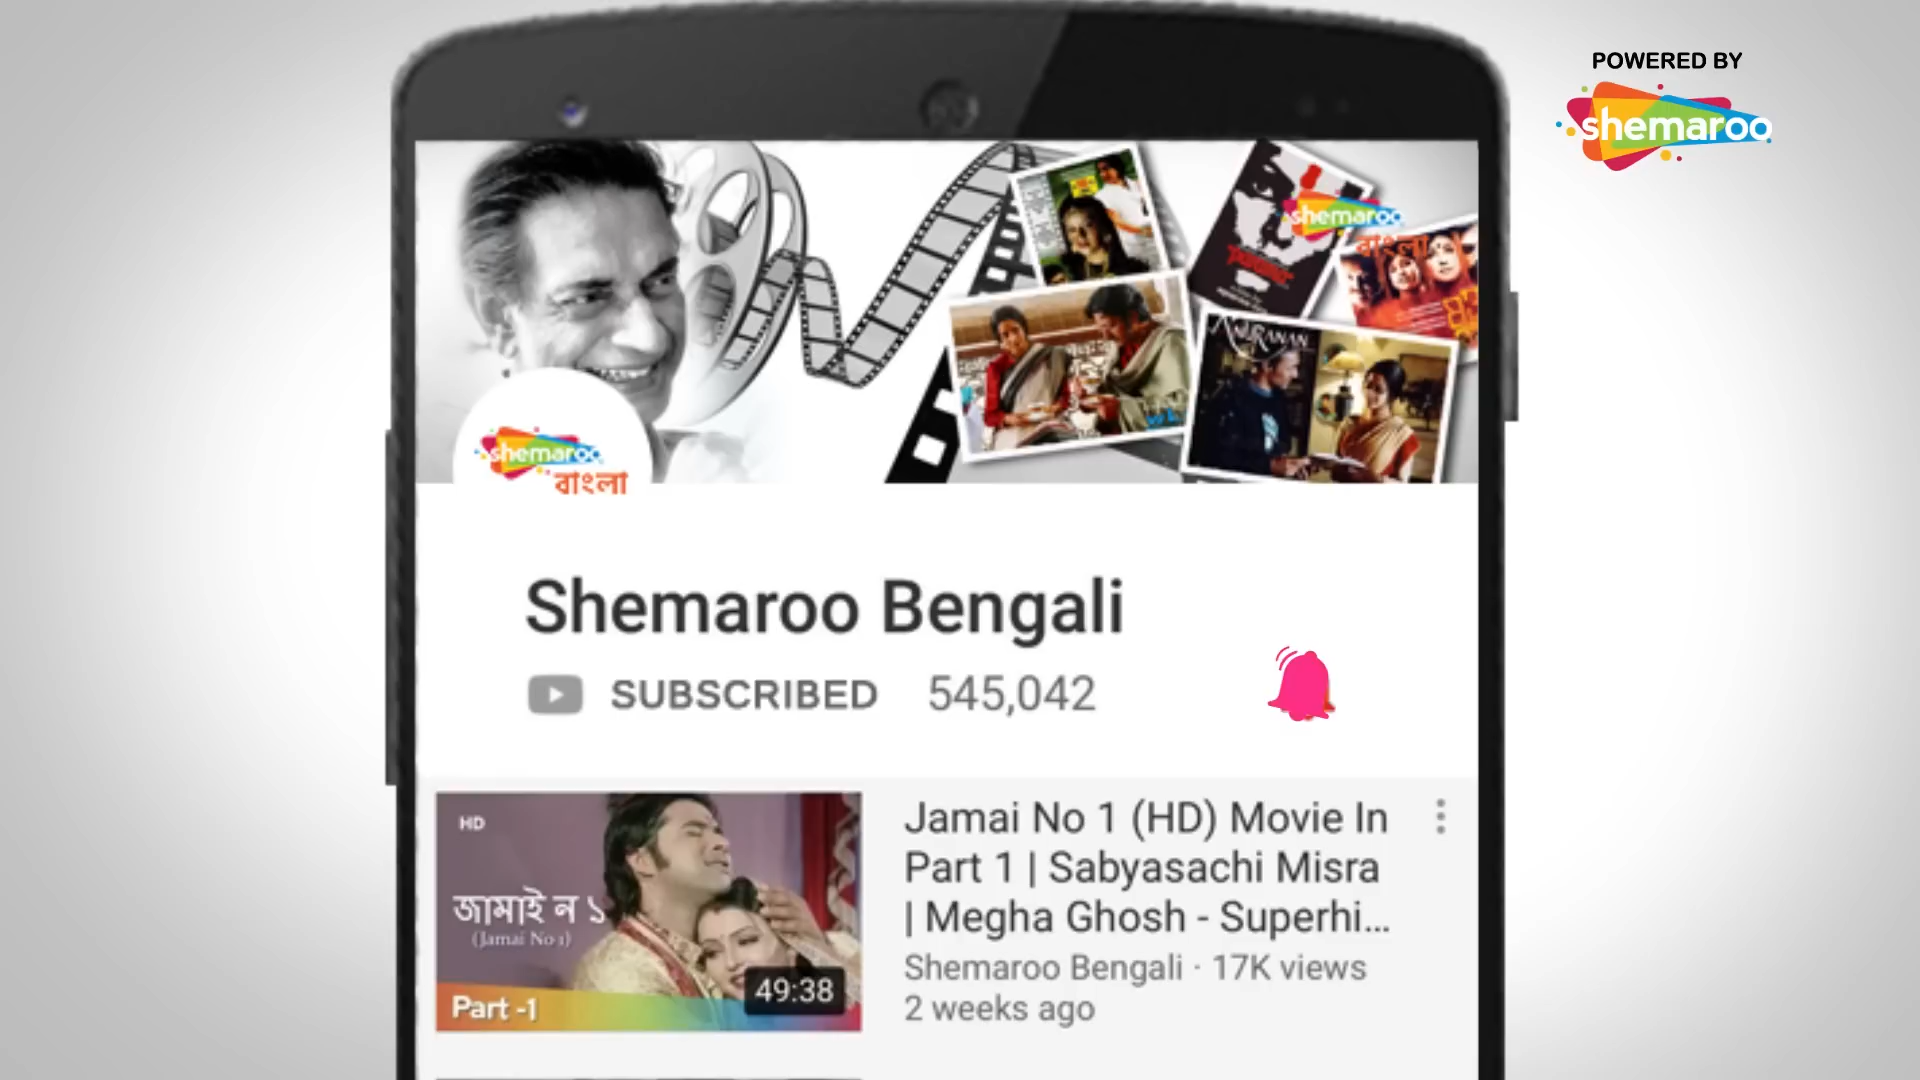 POWERED BY
shemaroo
shemaroo
বাংলা
ANURANAN
shemaroo
বাংলা
Shemaroo Bengali
SUBSCRIBED 545,042
HD
জামাই ন ১
(Jamai No 1)
Part -1
49:38
Jamai No 1 (HD) Movie In
Part 1 | Sabyasachi Misra
| Megha Ghosh - Superhi...
Shemaroo Bengali · 17K views
2 weeks ago